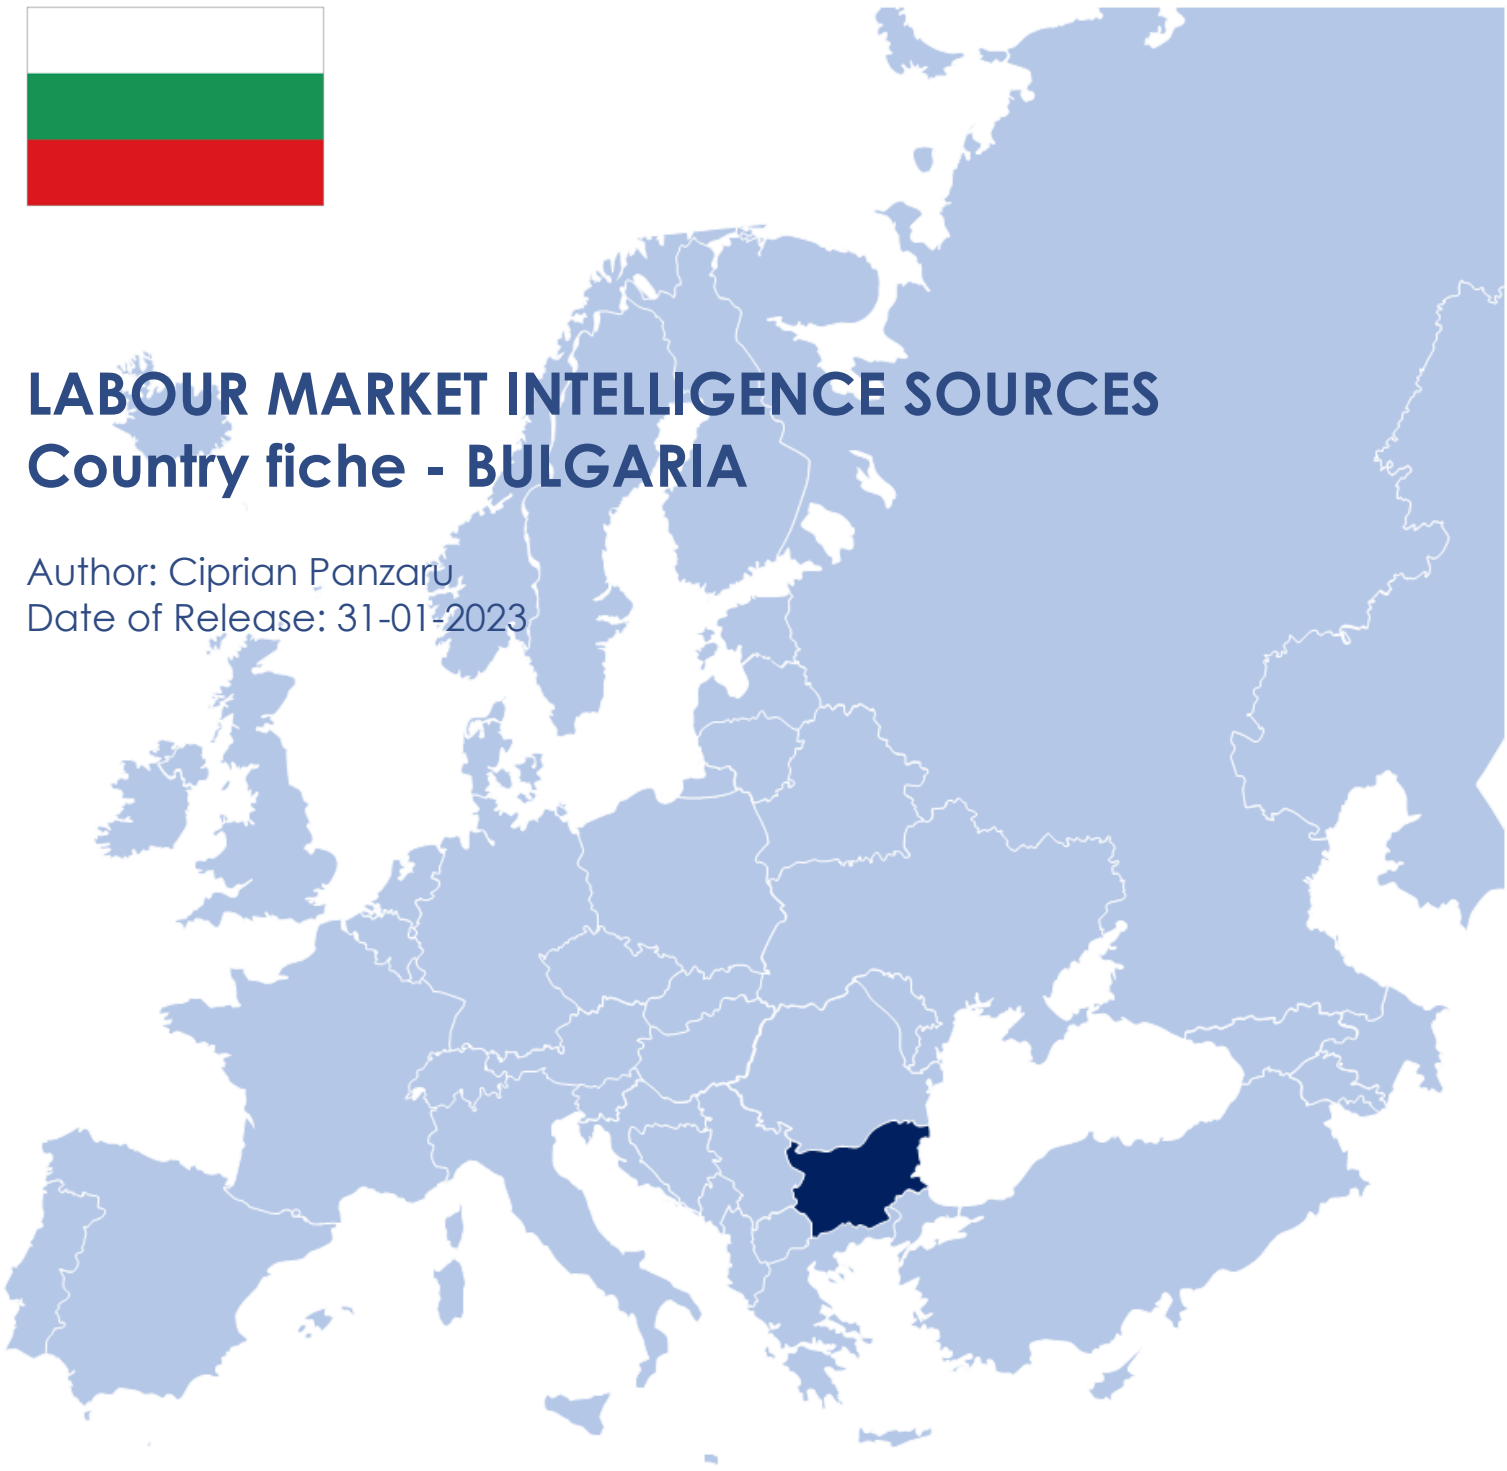 LABOUR MARKET INTELLIGENCE SOURCES
Country fiche - BULGARIA
Author: Ciprian Panzaru
Date of Release: 31-01-2023